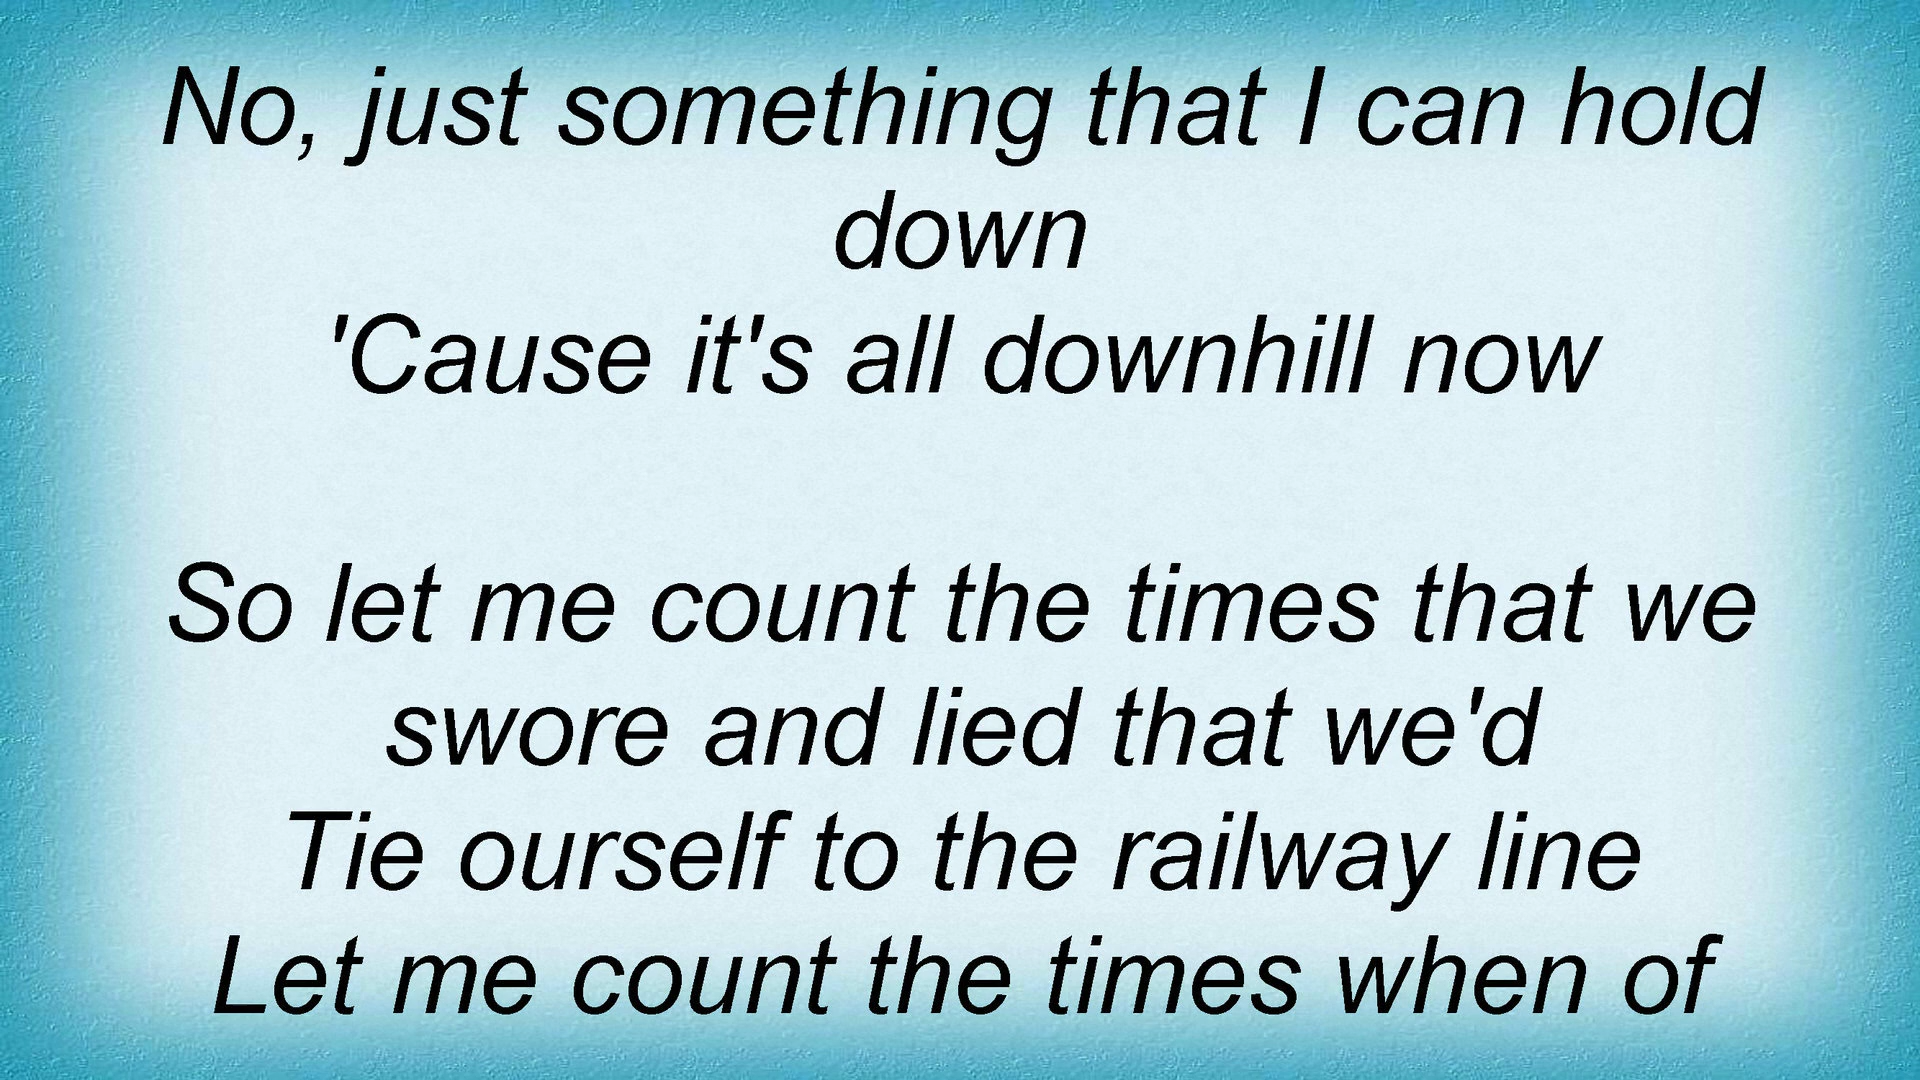 No, just something that I can hold
down
'Cause it's all downhill now
So let me count the times that we
swore and lied that we'd
Tie ourself to the railway line
Let me count the times when of